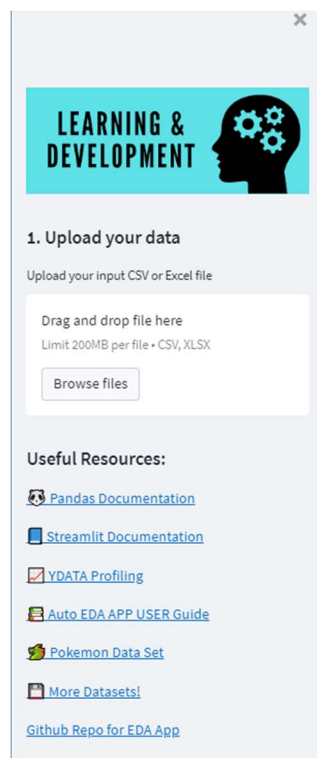 LEARNING &
DEVELOPMENT
1. Upload your data
Upload your input CSV or Excel file
Drag and drop file here
Limit 200MB per file • CSV, XLSX
Browse files
Useful Resources:
🐼 Pandas Documentation
📘 Streamlit Documentation
📈 YDATA Profiling
📚 Auto EDA APP USER Guide
🐲 Pokemon Data Set
💾 More Datasets!
Github Repo for EDA App